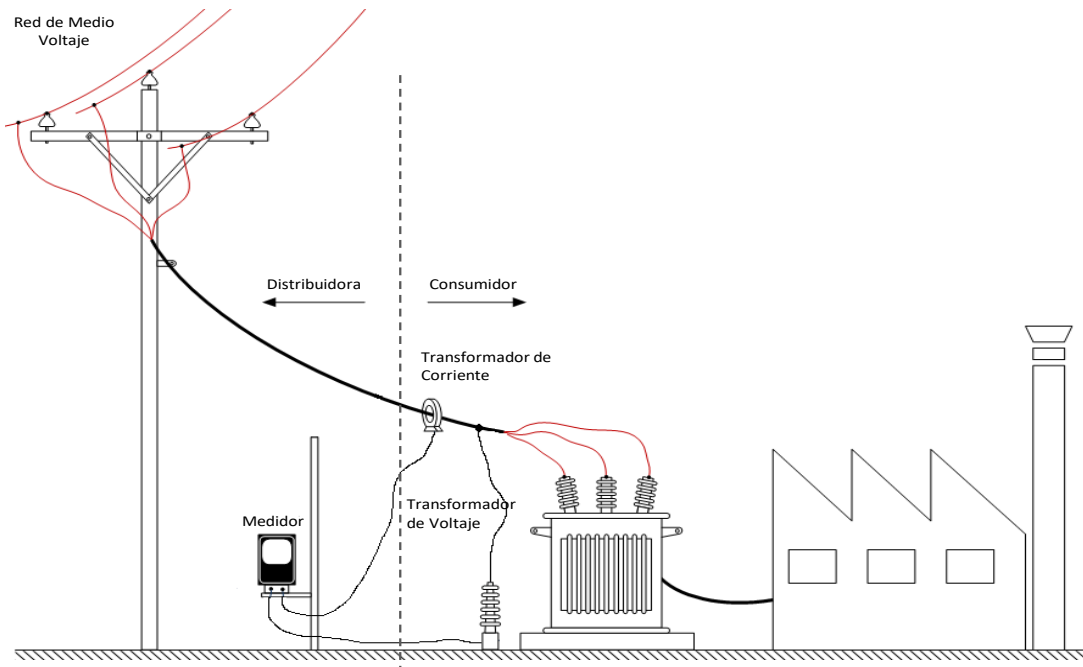 Red de Medio
Voltaje
Distribuidora
Consumidor
Transformador de
Corriente
Transformador
de Voltaje
Medidor